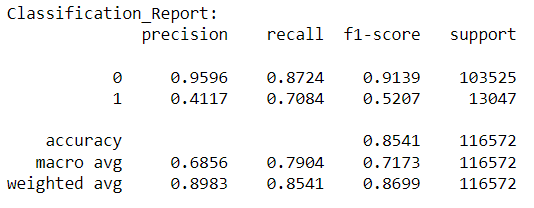 Classification_Report:
precision recall f1-score support
0 0.9596 0.8724 0.9139 103525
1 0.4117 0.7084 0.5207 13047
accuracy 0.8541 116572
macro avg 0.6856 0.7904 0.7173 116572
weighted avg 0.8983 0.8541 0.8699 116572